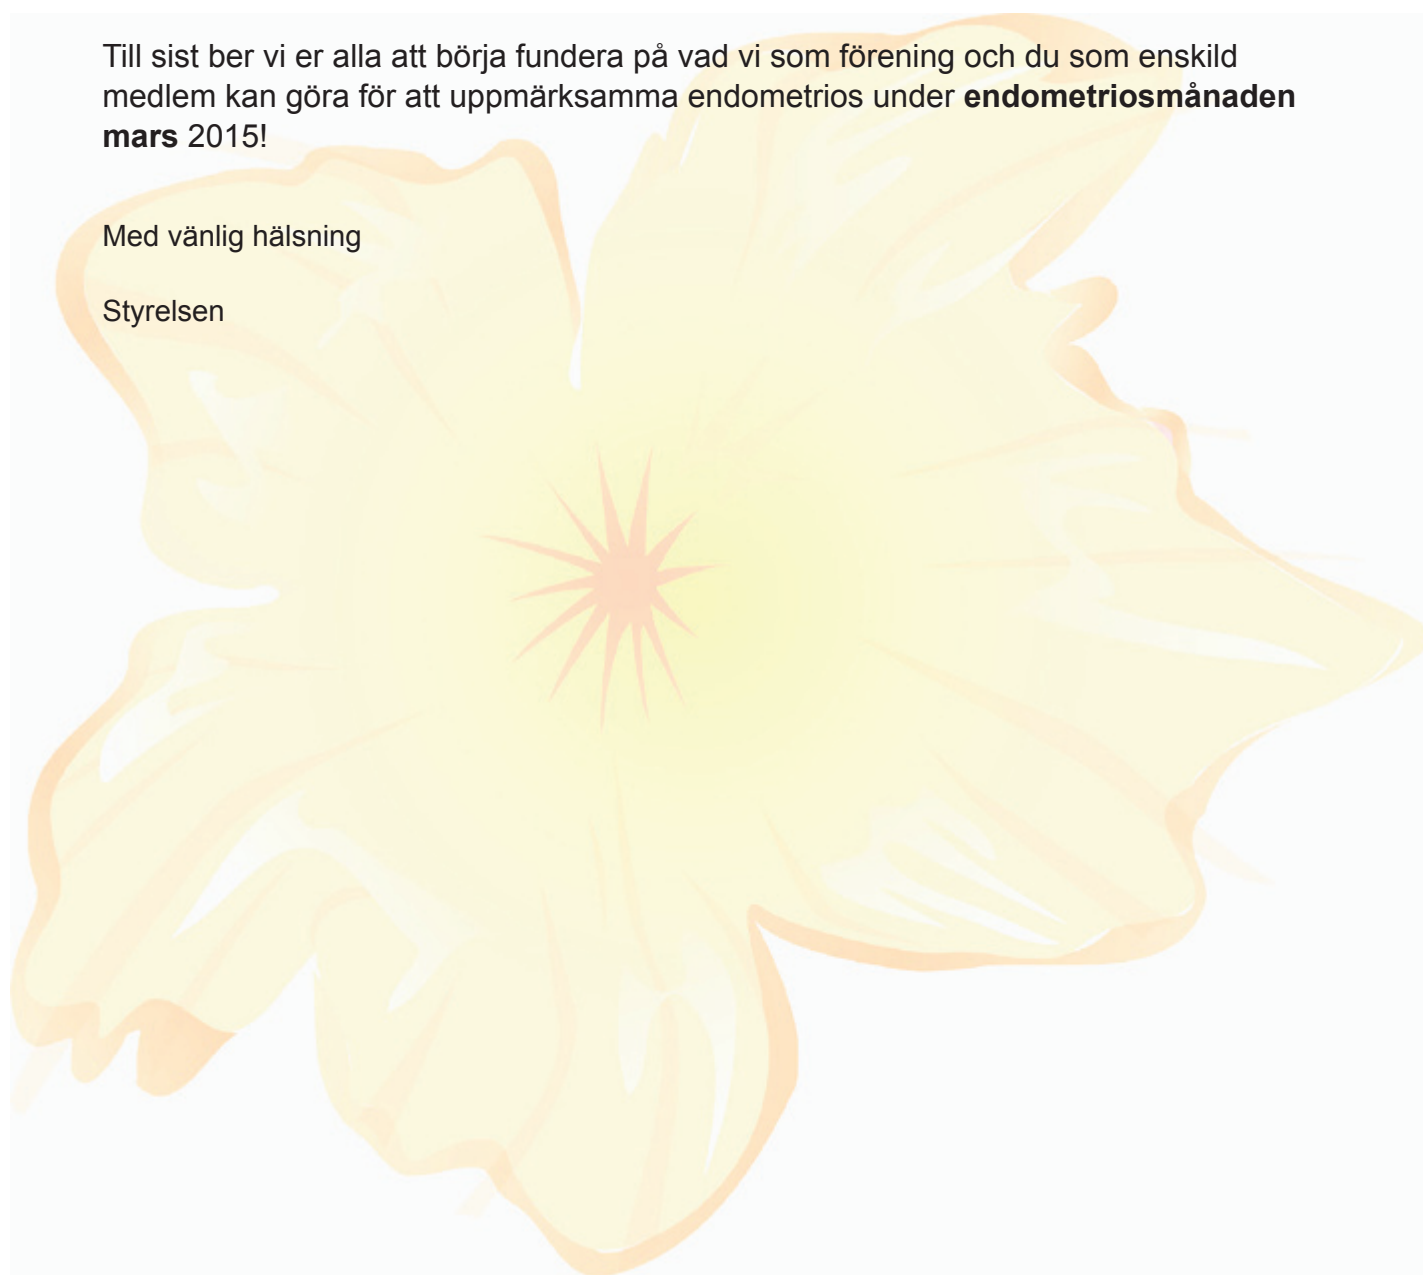 Till sist ber vi er alla att börja fundera på vad vi som förening och du som enskild
medlem kan göra för att uppmärksamma endometrios under endometriosmånaden
mars 2015!
Med vänlig hälsning
Styrelsen